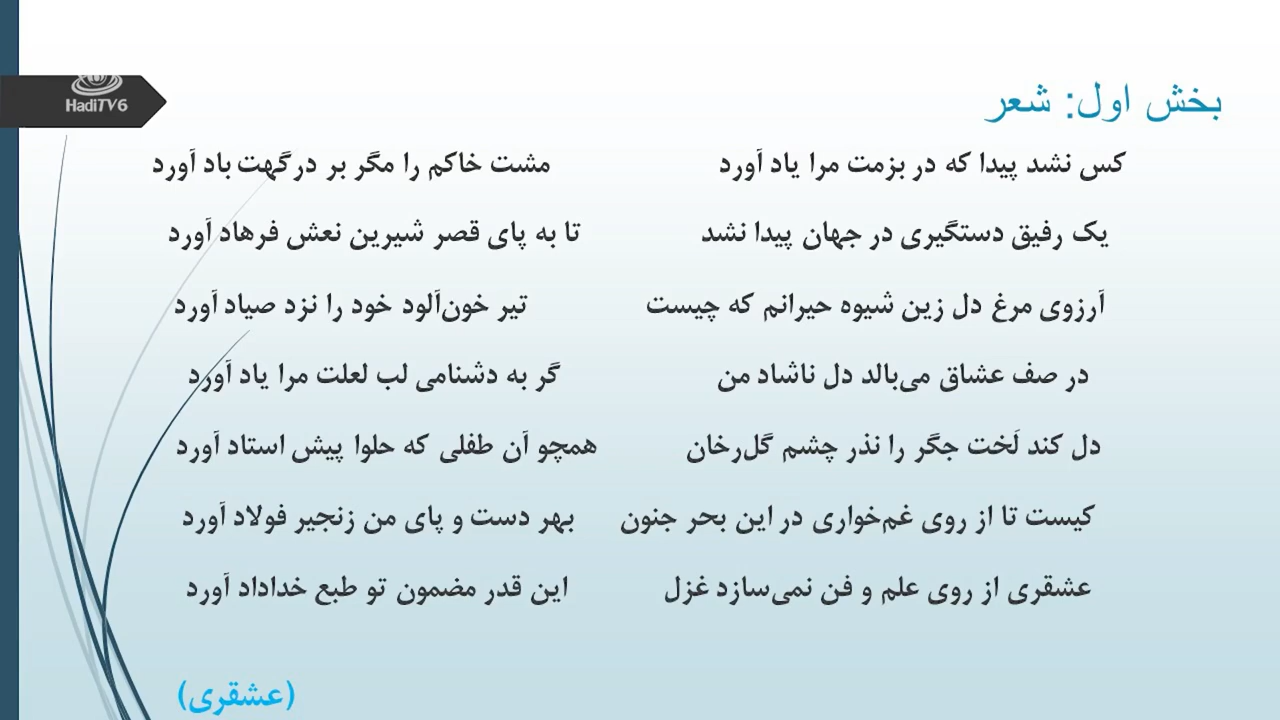 HadiTV6
بخش اول: شعر
کس نشد پیدا که در بزمت مرا یاد آورد مشت خاکم را مگر بر درگهت باد آورد
یک رفیق دستگیری در جهان پیدا نشد تا به پای قصر شیرین نعش فرهاد آورد
آرزوی مرغ دل زین شیوه حیرانم که چیست تیر خون‌آلود خود را نزد صیاد آورد
در صف عشاق می‌بالد دل ناشاد من گر به دشنامی لب لعلت مرا یاد آورد
دل کند لَخت جگر را نذر چشم گل‌رخان همچو آن طفلی که حلوا پیش استاد آورد
کیست تا از روی غم‌خواری در این بحر جنون بهر دست و پای من زنجیر فولاد آورد
عشقری از روی علم و فن نمی‌سازد غزل این قدر مضمون تو طبع خداداد آورد
(عشقری)